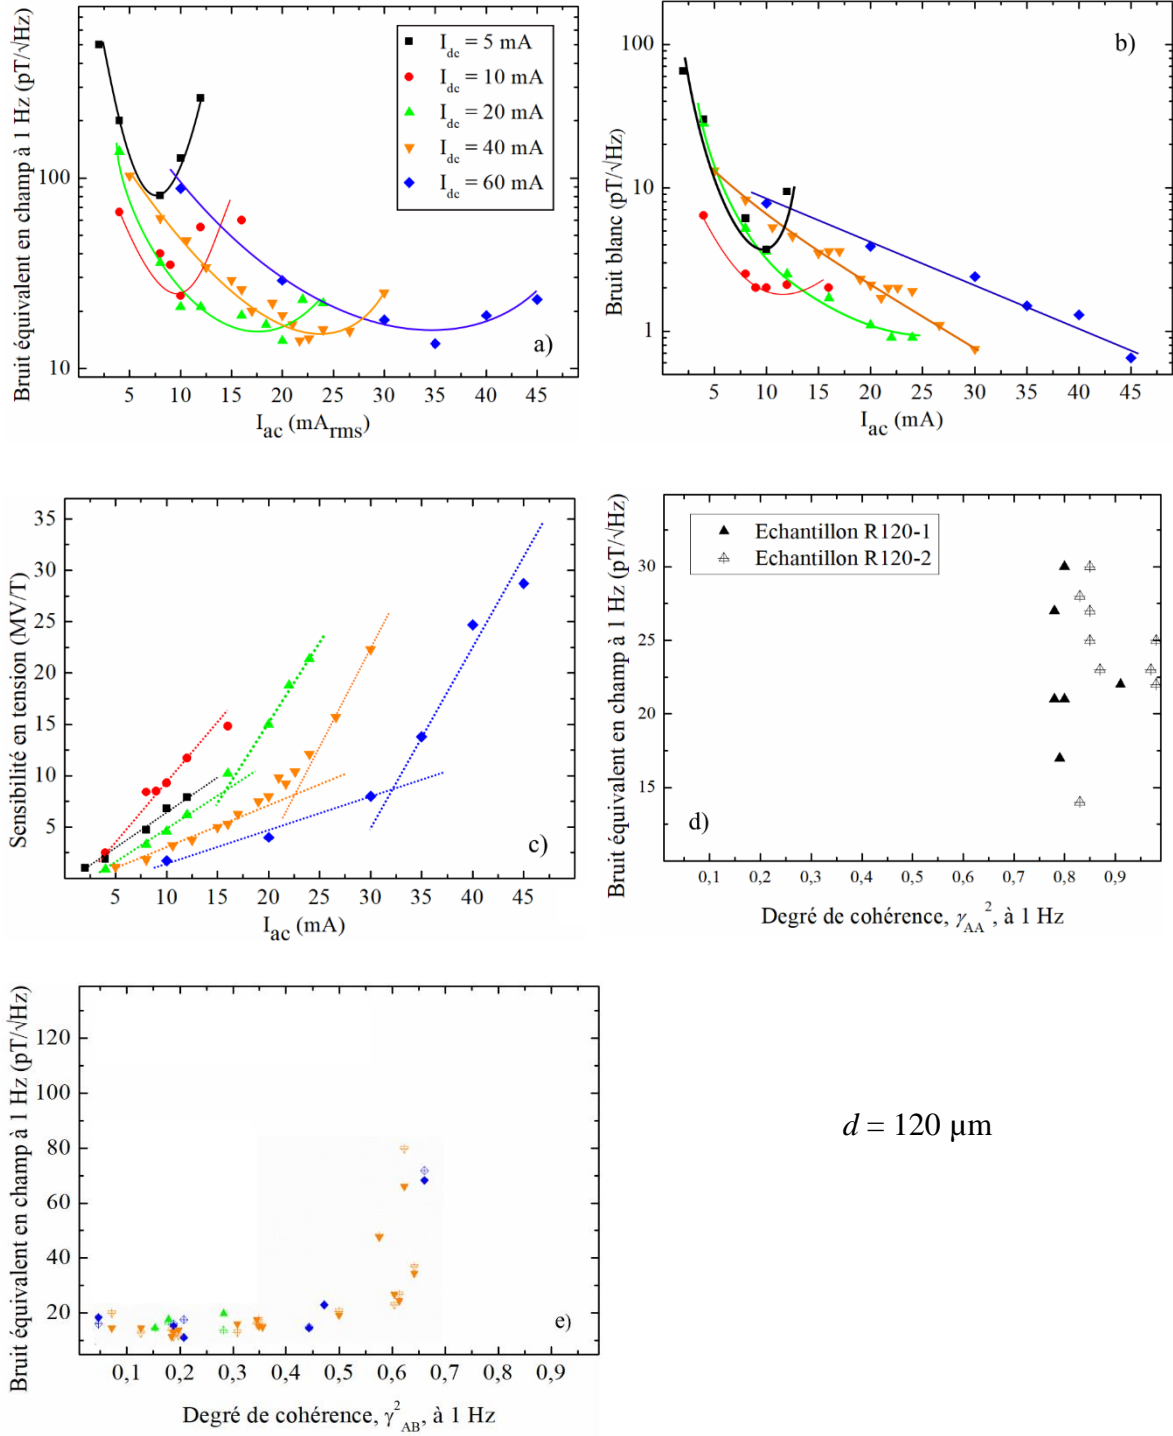 Bruit équivalent en champ à 1 Hz (pT/√Hz)
100
10
I_dc = 5 mA
I_dc = 10 mA
I_dc = 20 mA
I_dc = 40 mA
I_dc = 60 mA
a)
5 10 15 20 25 30 35 40 45
I_ac (mA_rms)
Bruit blanc (pT/√Hz)
100
10
1
b)
5 10 15 20 25 30 35 40 45
I_ac (mA)
Sensibilité en tension (MV/T)
35
30
25
20
15
10
5
c)
5 10 15 20 25 30 35 40 45
I_ac (mA)
Bruit équivalent en champ à 1 Hz (pT/√Hz)
30
25
20
15
Echantillon R120-1
Echantillon R120-2
d)
0,1 0,2 0,3 0,4 0,5 0,6 0,7 0,8 0,9
Degré de cohérence, γ_AA², à 1 Hz
Bruit équivalent en champ à 1 Hz (pT/√Hz)
120
100
80
60
40
20
e)
0,1 0,2 0,3 0,4 0,5 0,6 0,7 0,8 0,9
Degré de cohérence, γ²_AB, à 1 Hz
d = 120 µm